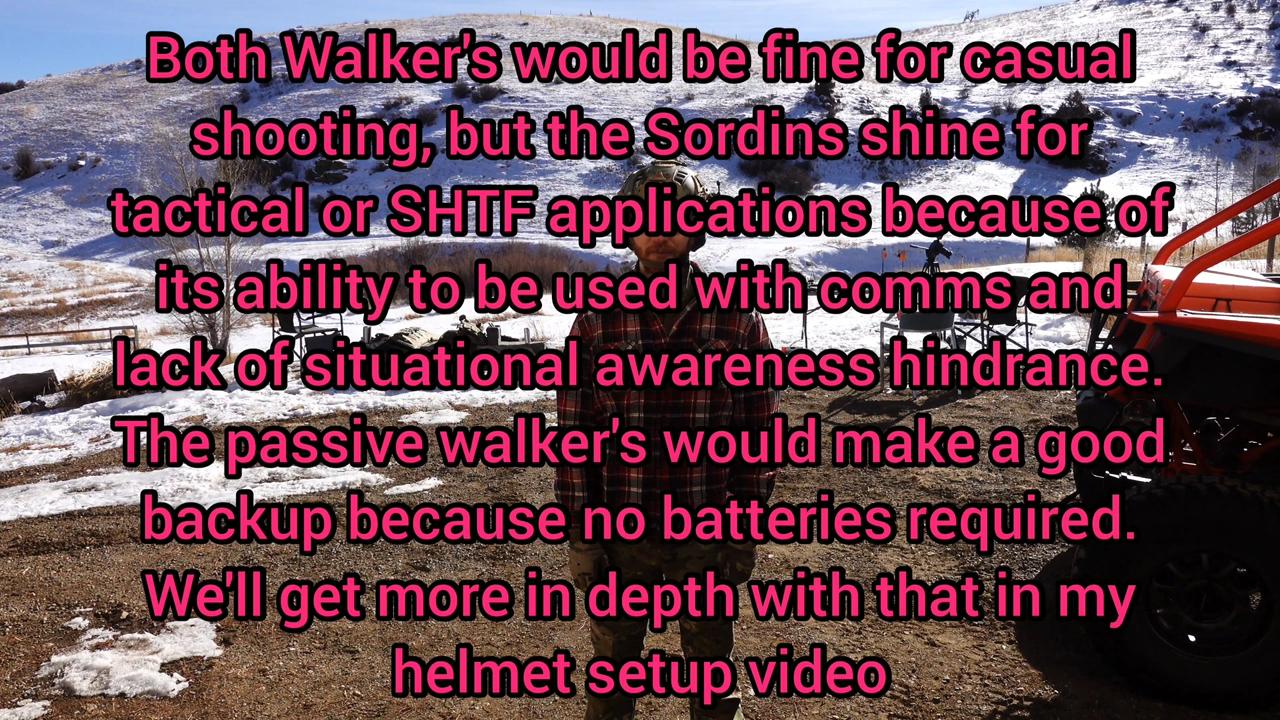 Both Walker's would be fine for casual
shooting, but the Sordins shine for
tactical or SHTF applications because of
its ability to be used with comms and
lack of situational awareness hindrance.
The passive walker's would make a good
backup because no batteries required.
We'll get more in depth with that in my
helmet setup video